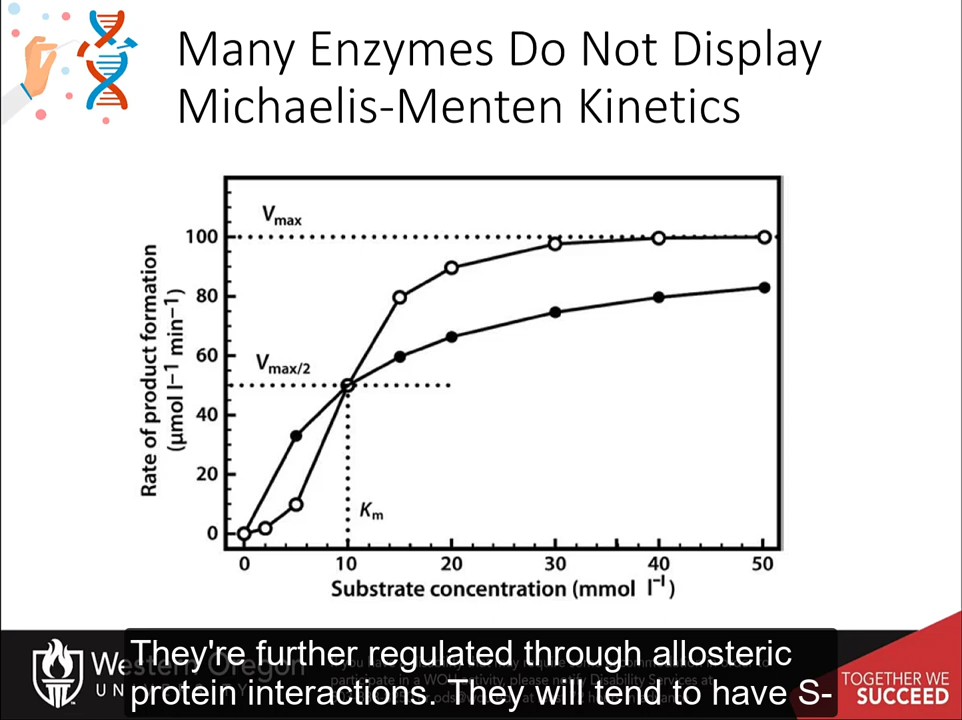 Many Enzymes Do Not Display
Michaelis-Menten Kinetics
Rate of product formation
(μmol l–1 min–1)
Vmax
100
80
60
Vmax/2
40
20
0
Km
0 10 20 30 40 50
Substrate concentration (mmol l–1)
They're further regulated through allosteric
protein interactions. They will tend to have S-
TOGETHER WE
SUCCEED